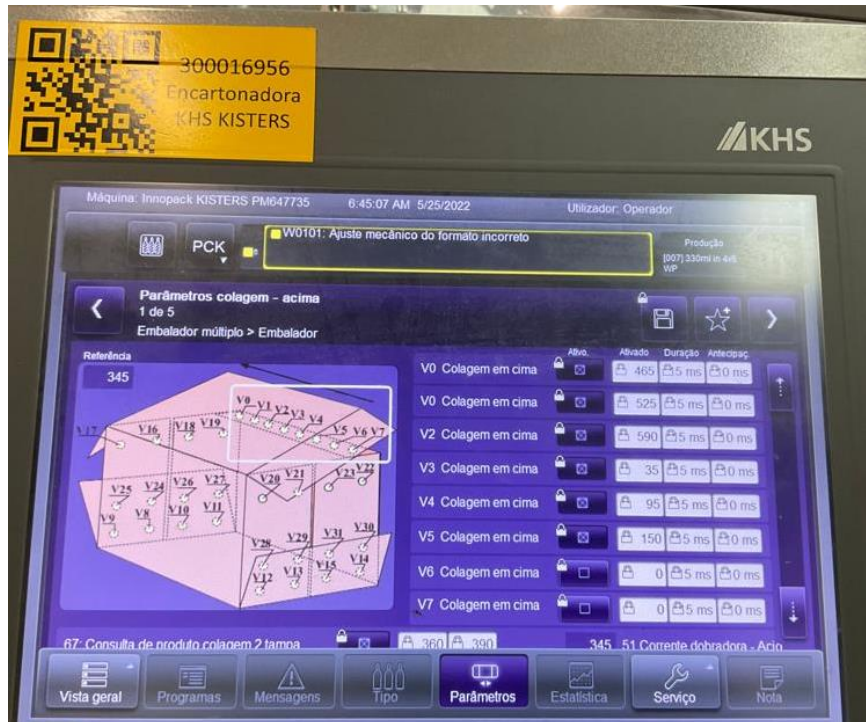 300016956
Encartonadora
KHS KISTERS
KHS
Máquina: Innopack KISTERS PM647735 6:45:07 AM 5/25/2022 Utilizador: Operador
PCK
W0101: Ajuste mecânico do formato incorreto
Produção
[007] 330ml in 4x6
WP
Parâmetros colagem - acima
1 de 5
Embalador múltiplo > Embalador
Referência
345
Ativo. Ativado Duração Antecipaç.
V0 Colagem em cima 465 5 ms 0 ms
V0 Colagem em cima 525 5 ms 0 ms
V2 Colagem em cima 590 5 ms 0 ms
V3 Colagem em cima 35 5 ms 0 ms
V4 Colagem em cima 95 5 ms 0 ms
V5 Colagem em cima 150 5 ms 0 ms
V6 Colagem em cima 0 5 ms 0 ms
V7 Colagem em cima 0 5 ms 0 ms
V0 V1 V2 V3 V4 V5 V6 V7
V17 V16 V18 V19
V20 V21 V23 V22
V25 V24 V26 V27
V9 V8 V10 V11
V28 V29 V31 V30
V12 V13 V15 V14
67: Consulta de produto colagem 2 tampa 360 390 345 51 Corrente dobradora - Acio
Vista geral Programas Mensagens Tipo Parâmetros Estatística Serviço Nota